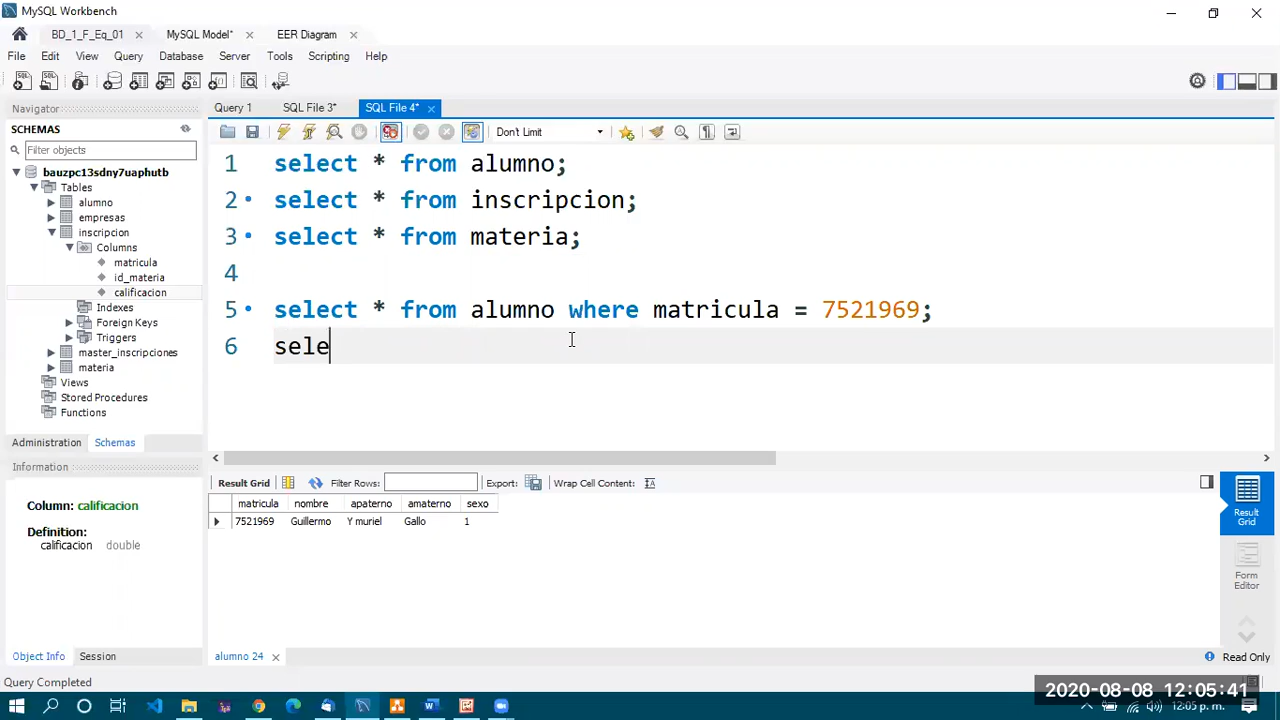 MySQL Workbench
BD_1_F_Eq_01
MySQL Model*
EER Diagram
File Edit View Query Database Server Tools Scripting Help
Navigator
Query 1
SQL File 3*
SQL File 4*
SCHEMAS
Filter objects
Don't Limit
bauzpc13sdny7uaphutb
Tables
alumno
empresas
inscripcion
Columns
matricula
id_materia
calificacion
Indexes
Foreign Keys
Triggers
master_inscripciones
materia
Views
Stored Procedures
Functions
1 select * from alumno;
2 select * from inscripcion;
3 select * from materia;
4
5 select * from alumno where matricula = 7521969;
6 sele
Administration Schemas
Information
Column: calificacion
Definition:
calificacion double
Result Grid Filter Rows: Export: Wrap Cell Content:
matricula nombre apaterno amaterno sexo
7521969 Guillermo Y muriel Gallo 1
Result Grid
Form Editor
Object Info Session
alumno 24
Read Only
Query Completed
2020-08-08 12:05:41
12:05 p. m.